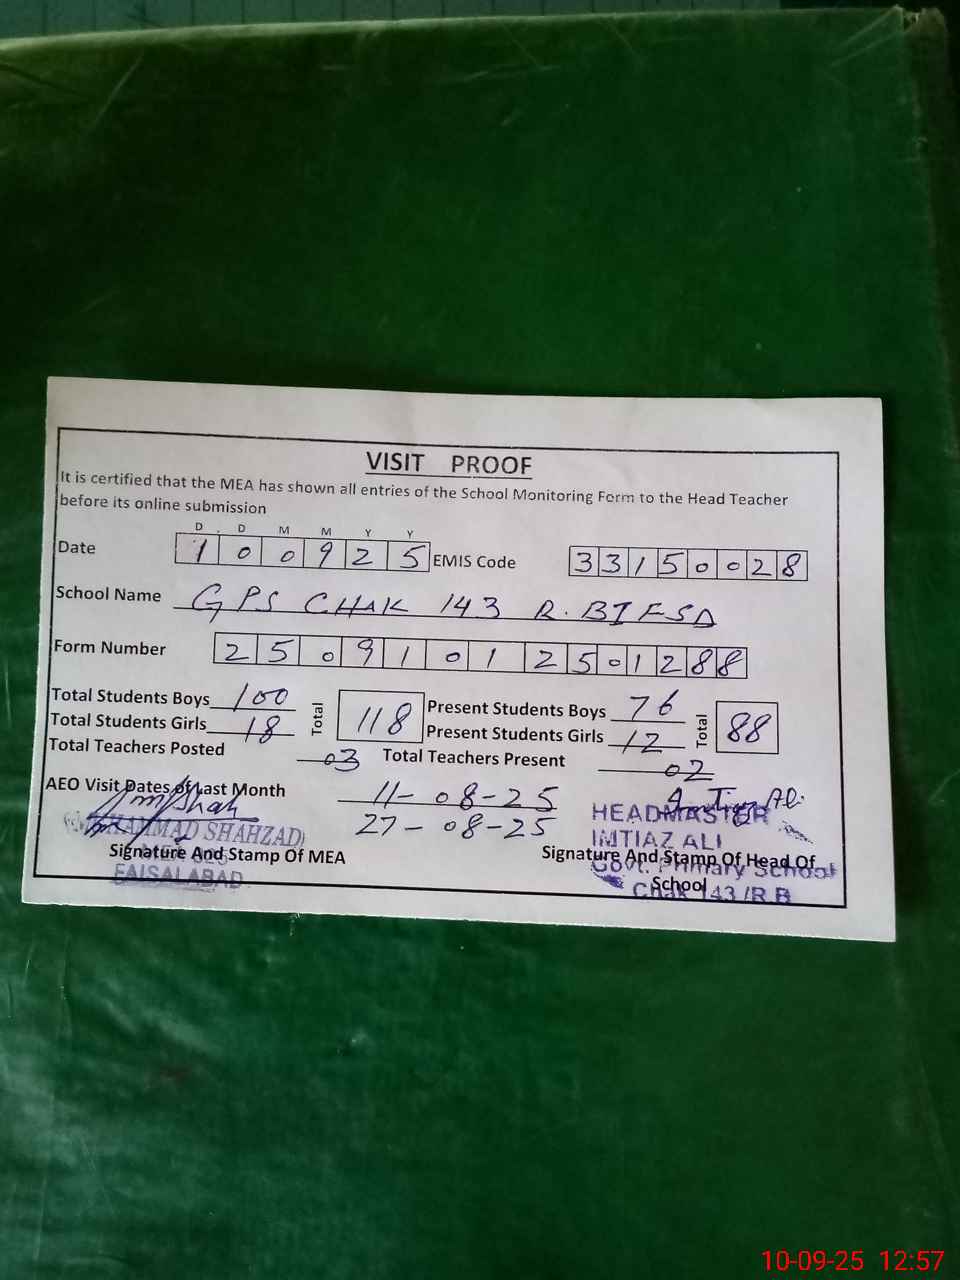 VISIT PROOF
It is certified that the MEA has shown all entries of the School Monitoring Form to the Head Teacher
before its online submission
D D M M Y Y
Date 1 0 0 9 2 5 EMIS Code 3 3 1 5 0 0 2 8
School Name GPS CHAK 143 R.BI FSD
Form Number 2 5 0 9 1 0 1 2 5 0 1 2 8 8
Total Students Boys 100 Total 118 Present Students Boys 76 Total 88
Total Students Girls 18 Present Students Girls 12
Total Teachers Posted 03 Total Teachers Present 02
AEO Visit Dates of Last Month 11-08-25
27-08-25
SHAHZAD
Signature And Stamp Of MEA
FAISALABAD
HEADMASTER
IMTIAZ ALI
Signature And Stamp Of Head Of
School
Govt. Primary School
Chak 143 /R.B
10-09-25 12:57